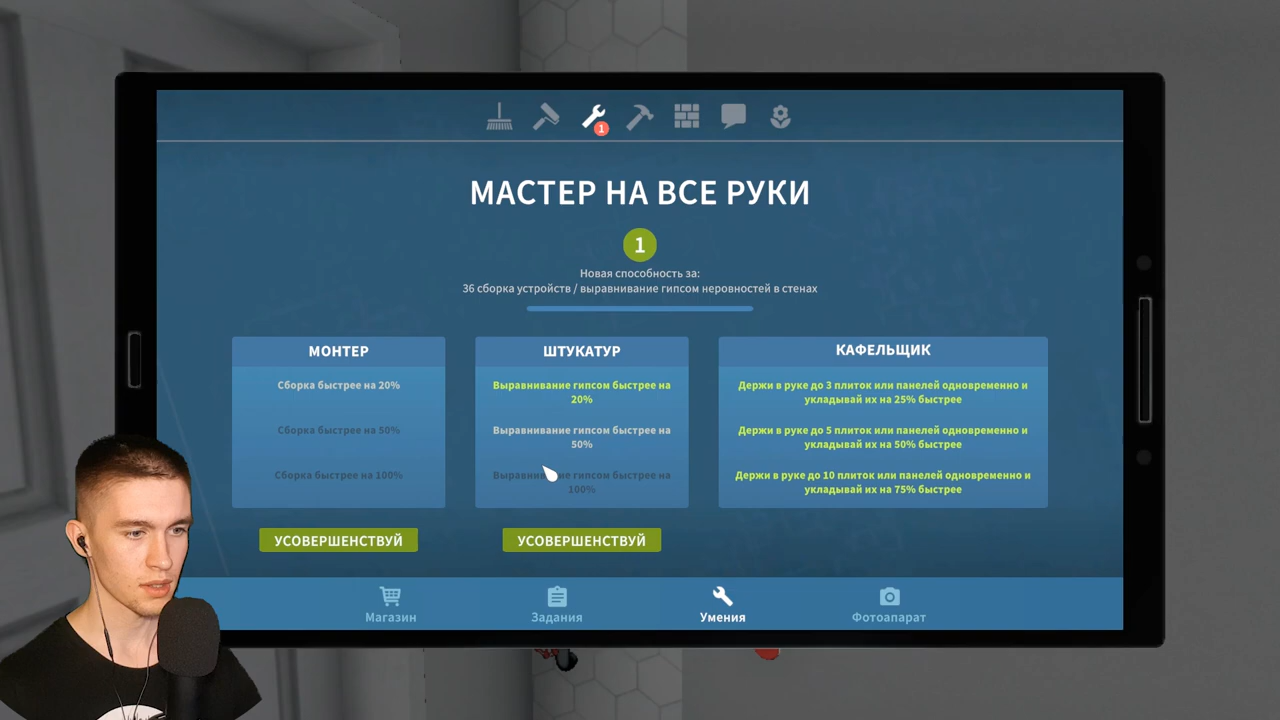 1
МАСТЕР НА ВСЕ РУКИ
1
Новая способность за:
36 сборка устройств / выравнивание гипсом неровностей в стенах
МОНТЕР
Сборка быстрее на 20%
Сборка быстрее на 50%
Сборка быстрее на 100%
УСОВЕРШЕНСТВУЙ
ШТУКАТУР
Выравнивание гипсом быстрее на
20%
Выравнивание гипсом быстрее на
50%
Выравнивание гипсом быстрее на
100%
УСОВЕРШЕНСТВУЙ
КАФЕЛЬЩИК
Держи в руке до 3 плиток или панелей одновременно и
укладывай их на 25% быстрее
Держи в руке до 5 плиток или панелей одновременно и
укладывай их на 50% быстрее
Держи в руке до 10 плиток или панелей одновременно и
укладывай их на 75% быстрее
Магазин
Задания
Умения
Фотоапарат